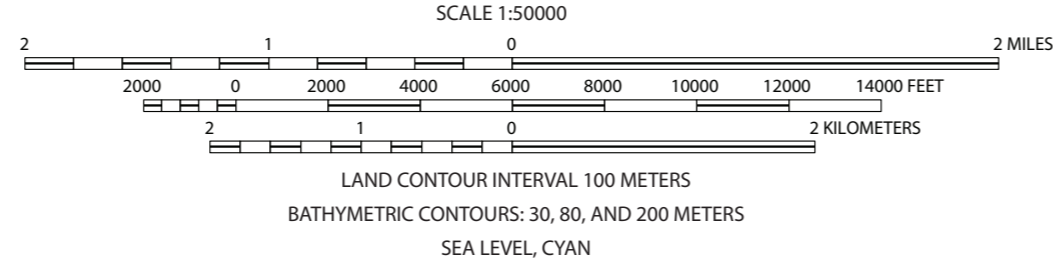 SCALE 1:50000
2 1 0 2 MILES
2000 0 2000 4000 6000 8000 10000 12000 14000 FEET
2 1 0 2 KILOMETERS
LAND CONTOUR INTERVAL 100 METERS
BATHYMETRIC CONTOURS: 30, 80, AND 200 METERS
SEA LEVEL, CYAN